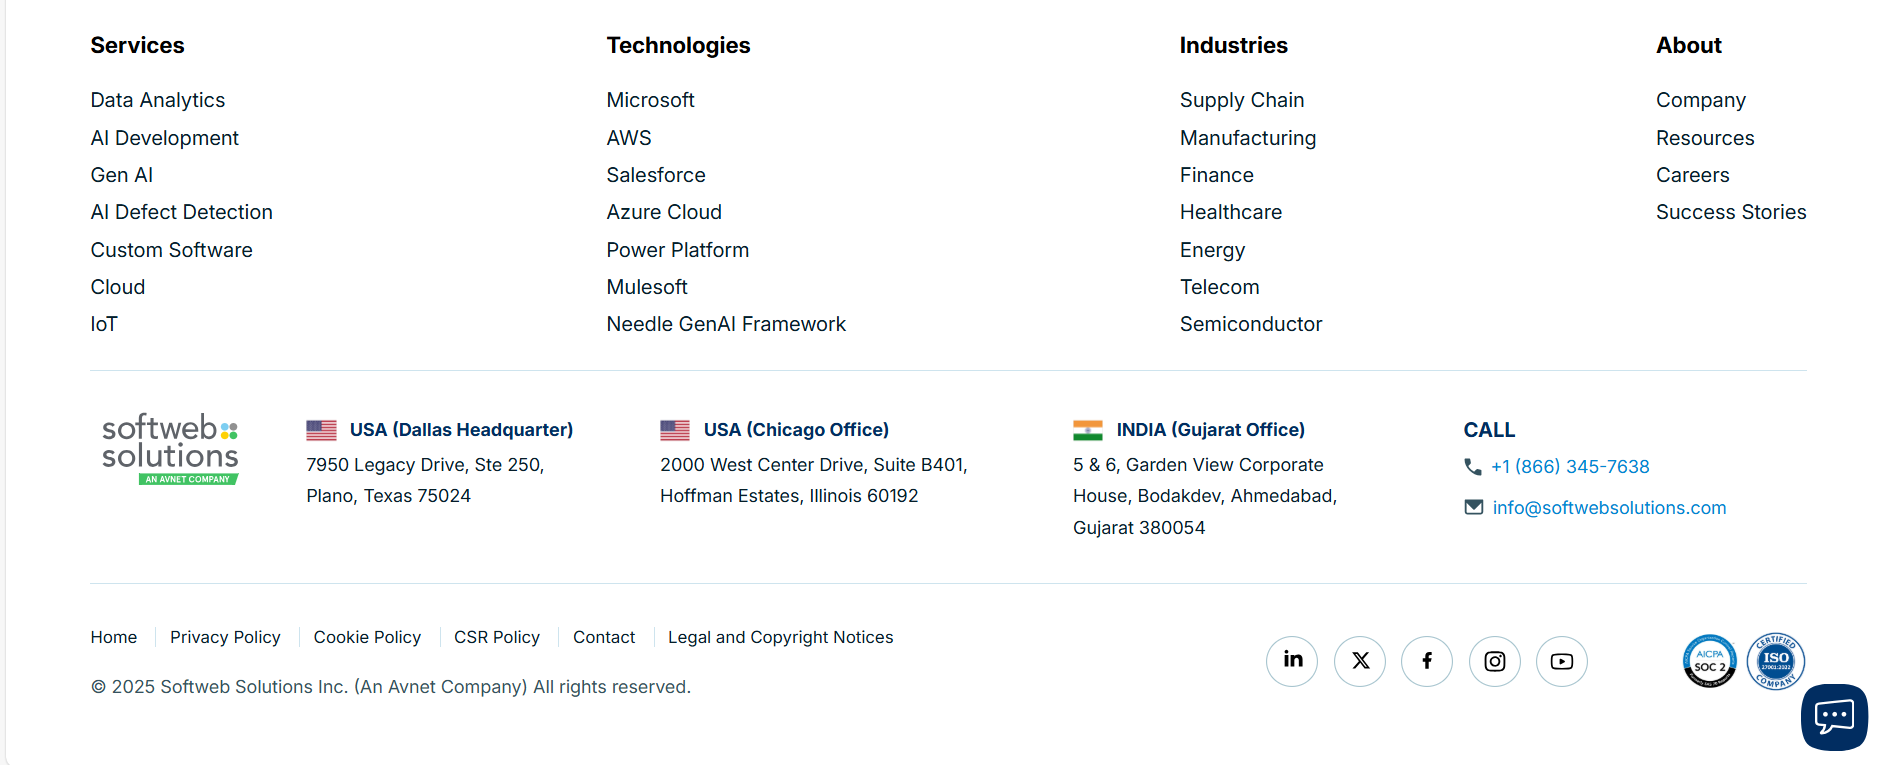 Services
Data Analytics
AI Development
Gen AI
AI Defect Detection
Custom Software
Cloud
IoT
Technologies
Microsoft
AWS
Salesforce
Azure Cloud
Power Platform
Mulesoft
Needle GenAI Framework
Industries
Supply Chain
Manufacturing
Finance
Healthcare
Energy
Telecom
Semiconductor
About
Company
Resources
Careers
Success Stories
softweb
solutions
AN AVNET COMPANY
USA (Dallas Headquarter)
7950 Legacy Drive, Ste 250,
Plano, Texas 75024
USA (Chicago Office)
2000 West Center Drive, Suite B401,
Hoffman Estates, Illinois 60192
INDIA (Gujarat Office)
5 & 6, Garden View Corporate
House, Bodakdev, Ahmedabad,
Gujarat 380054
CALL
+1 (866) 345-7638
info@softwebsolutions.com
Home
Privacy Policy
Cookie Policy
CSR Policy
Contact
Legal and Copyright Notices
© 2025 Softweb Solutions Inc. (An Avnet Company) All rights reserved.
in
X
f
AICPA
SOC 2
CERTIFIED
ISO
27001:2022
COMPANY